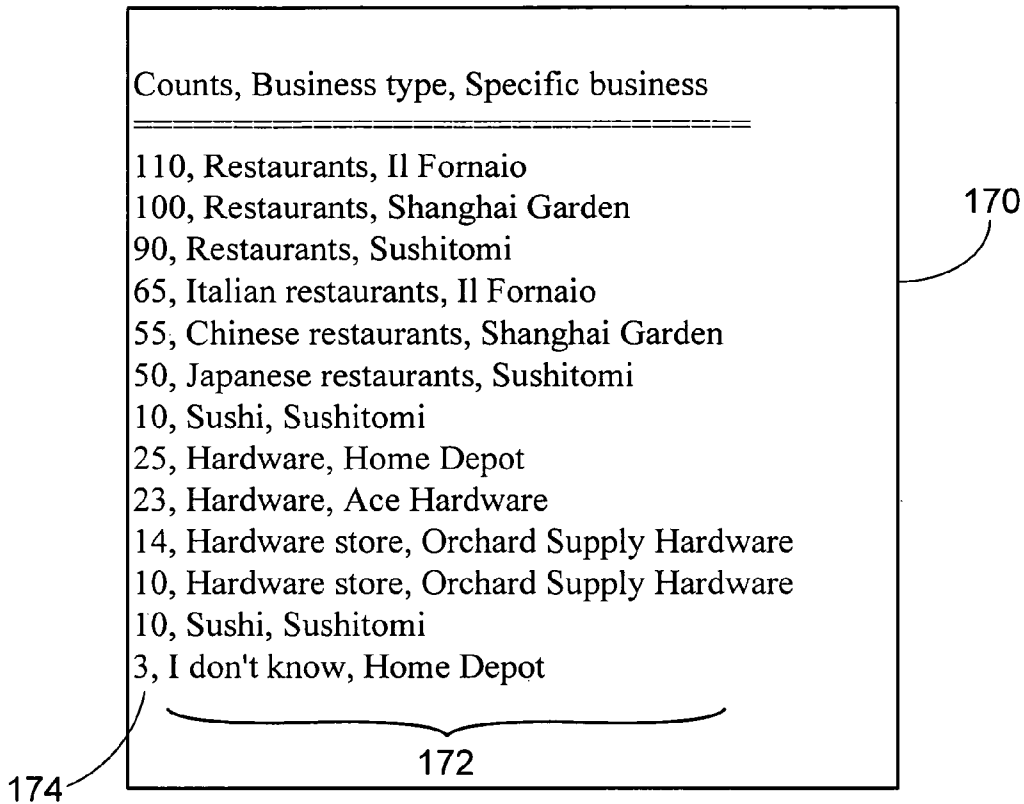 Counts, Business type, Specific business
110, Restaurants, Il Fornaio
100, Restaurants, Shanghai Garden
170
90, Restaurants, Sushitomi
65, Italian restaurants, Il Fornaio
55, Chinese restaurants, Shanghai Garden
50, Japanese restaurants, Sushitomi
10, Sushi, Sushitomi
25, Hardware, Home Depot
23, Hardware, Ace Hardware
14, Hardware store, Orchard Supply Hardware
10, Hardware store, Orchard Supply Hardware
10, Sushi, Sushitomi
3, I don't know, Home Depot
172
174